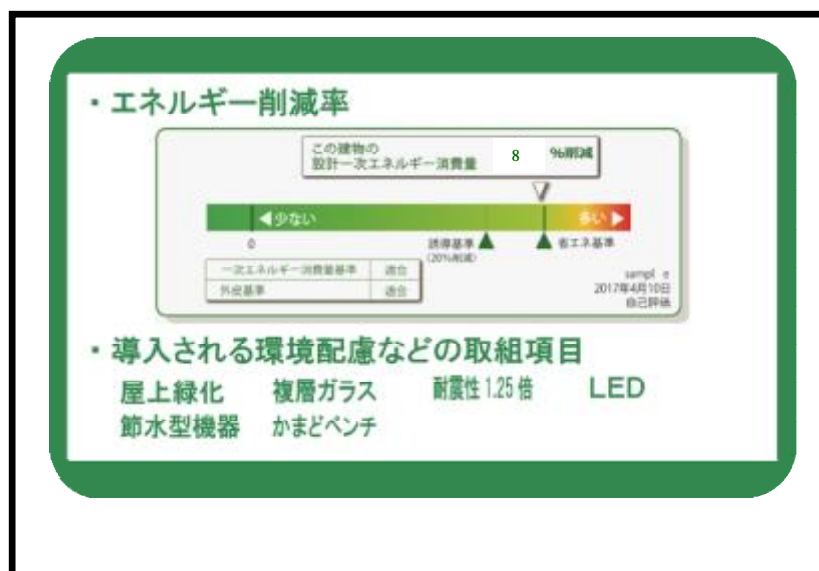 ・エネルギー削減率
この建物の
設計一次エネルギー消費量 8 %削減
◀少ない 多い▶
0 誘導基準 省エネ基準
(20%削減)
一次エネルギー消費量基準 適合
外皮基準 適合
sampl e
2017年4月10日
自己評価
・導入される環境配慮などの取組項目
屋上緑化 複層ガラス 耐震性1.25倍 LED
節水型機器 かまどベンチ